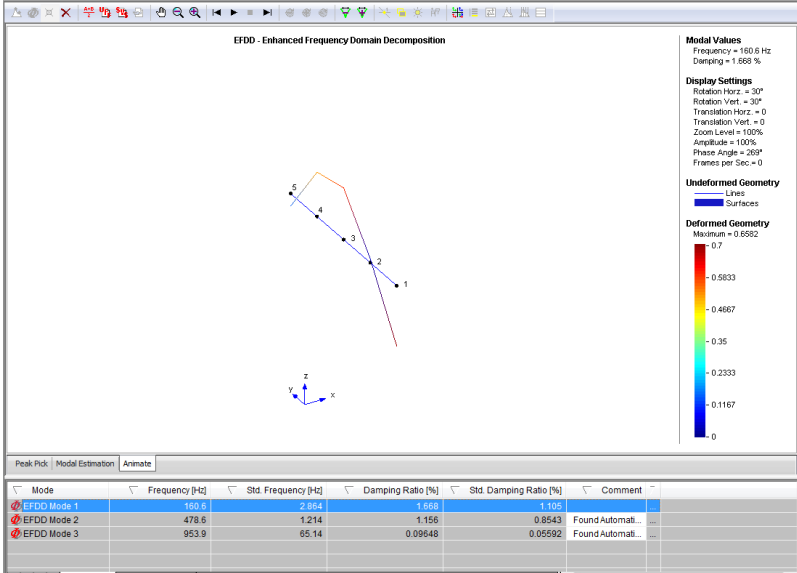 EFDD - Enhanced Frequency Domain Decomposition
Modal Values
Frequency = 160.6 Hz
Damping = 1.668 %
Display Settings
Rotation Horz. = 30°
Rotation Vert. = 30°
Translation Horz. = 0
Translation Vert. = 0
Zoom Level = 100%
Amplitude = 100%
Phase Angle = 269°
Frames per Sec.= 0
Undeformed Geometry
Lines
Surfaces
Deformed Geometry
Maximum = 0.6582
0.7
0.5833
0.4667
0.35
0.2333
0.1167
0
5
4
3
2
1
z
y
x
Peak Pick Modal Estimation Animate
Mode Frequency [Hz] Std. Frequency [Hz] Damping Ratio [%] Std. Damping Ratio [%] Comment
EFDD Mode 1 160.6 2.864 1.668 1.105 ...
EFDD Mode 2 478.6 1.214 1.156 0.8543 Found Automati... ...
EFDD Mode 3 953.9 65.14 0.09648 0.05592 Found Automati... ...